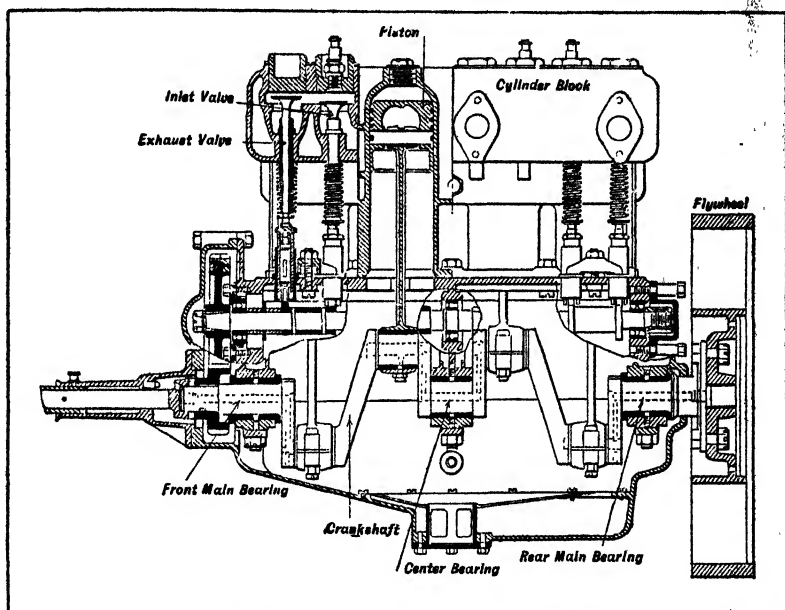 Piston
Cylinder Block
Inlet Valve
Exhaust Valve
Flywheel
Front Main Bearing
Crankshaft
Center Bearing
Rear Main Bearing